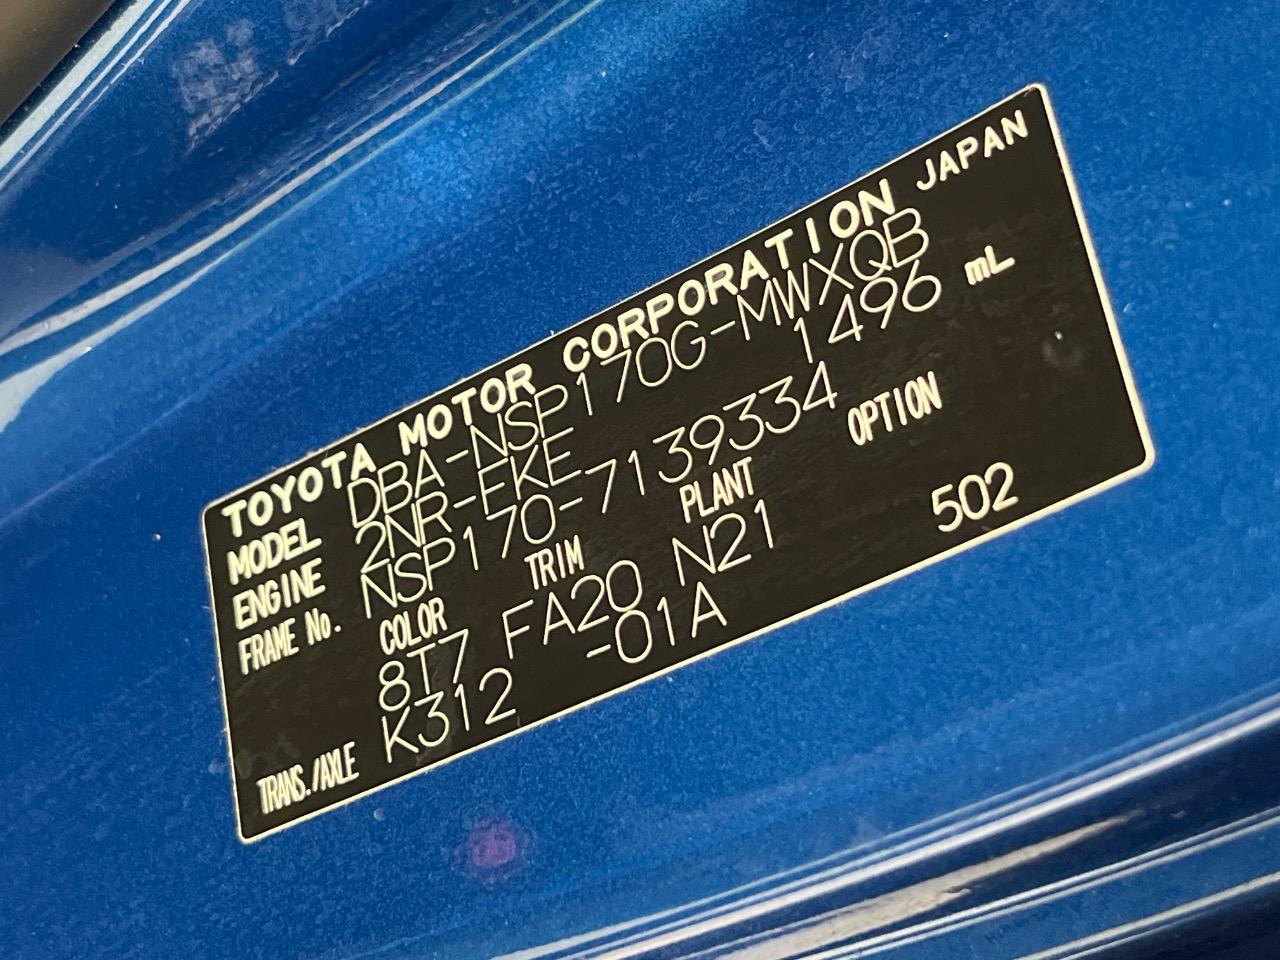 TOYOTA MOTOR CORPORATION JAPAN
MODEL DBA-NSP170G-MWXQB
ENGINE 2NR-FKE 1496 mL
FRAME No. NSP170-7139334
COLOR TRIM PLANT OPTION
8T7 FA20 N21 502
TRANS./AXLE K312 -01A